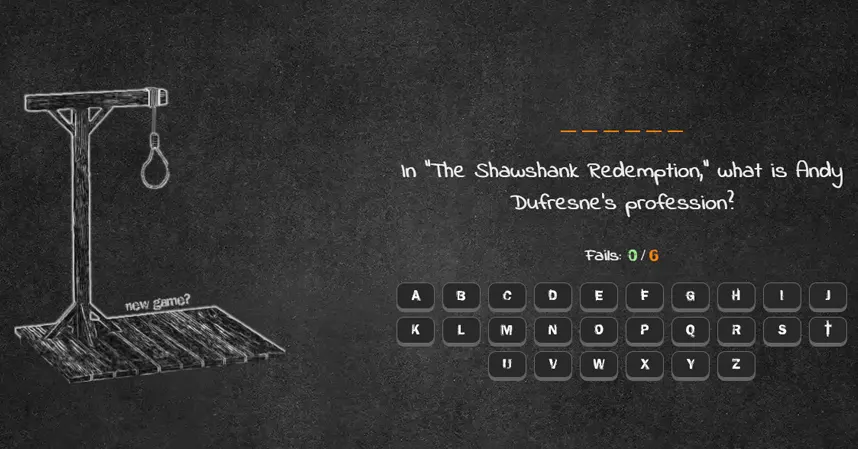 _ _ _ _ _ _
In "The Shawshank Redemption," what is Andy
Dufresne's profession?
Fails: 0/6
A B C D E F G H I J
K L M N O P Q R S T
U V W X Y Z
new game?